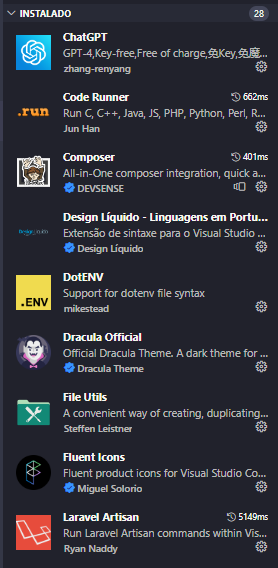 INSTALADO 28
ChatGPT
GPT-4,Key-free,Free of charge,免Key,免魔...
zhang-renyang
.run
Code Runner 662ms
Run C, C++, Java, JS, PHP, Python, Perl, R...
Jun Han
Composer 401ms
All-in-One composer integration, quick a...
DEVSENSE
Design Líquido - Linguagens em Portu...
Extensão de sintaxe para o Visual Studio ...
Design Líquido
.ENV
DotENV
Support for dotenv file syntax
mikestead
Dracula Official
Official Dracula Theme. A dark theme for ...
Dracula Theme
File Utils
A convenient way of creating, duplicating...
Steffen Leistner
Fluent Icons
Fluent product icons for Visual Studio Co...
Miguel Solorio
Laravel Artisan 5149ms
Run Laravel Artisan commands within Vis...
Ryan Naddy